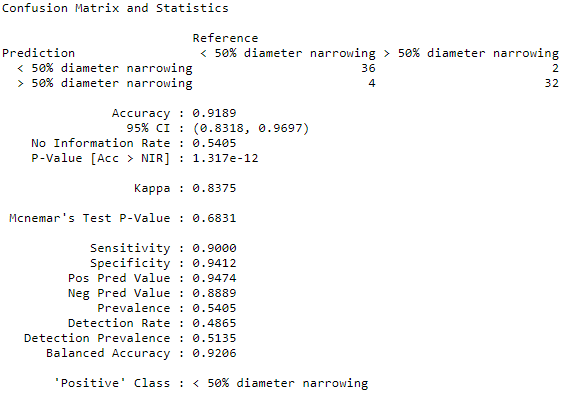 Confusion Matrix and Statistics
Reference
Prediction < 50% diameter narrowing > 50% diameter narrowing
< 50% diameter narrowing 36 2
> 50% diameter narrowing 4 32
Accuracy : 0.9189
95% CI : (0.8318, 0.9697)
No Information Rate : 0.5405
P-Value [Acc > NIR] : 1.317e-12
Kappa : 0.8375
Mcnemar's Test P-Value : 0.6831
Sensitivity : 0.9000
Specificity : 0.9412
Pos Pred Value : 0.9474
Neg Pred Value : 0.8889
Prevalence : 0.5405
Detection Rate : 0.4865
Detection Prevalence : 0.5135
Balanced Accuracy : 0.9206
'Positive' Class : < 50% diameter narrowing